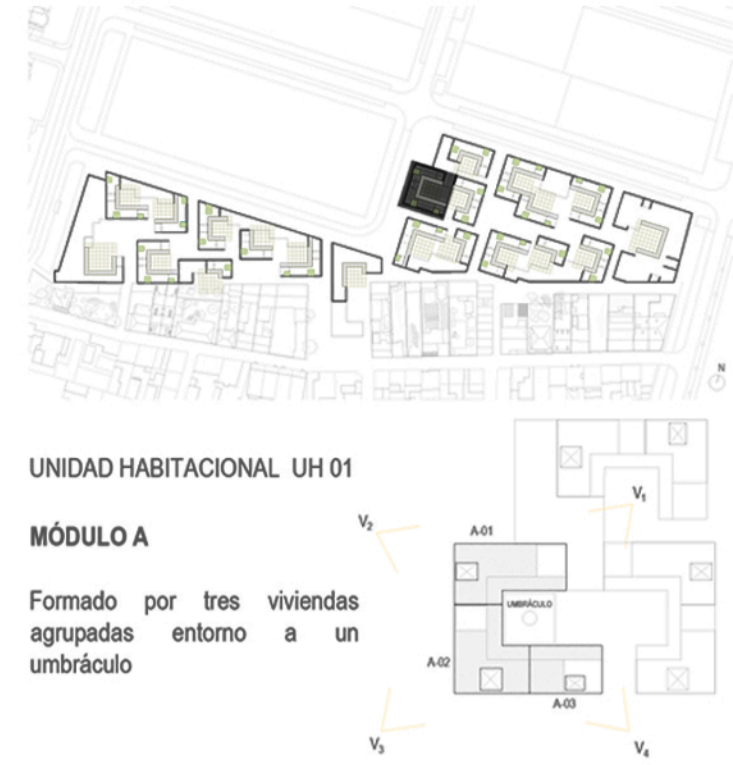 N
UNIDAD HABITACIONAL UH 01
MÓDULO A
Formado por tres viviendas
agrupadas entorno a un
umbráculo
V1
V2
A-01
UMBRÁCULO
A-02
A-03
V3
V4